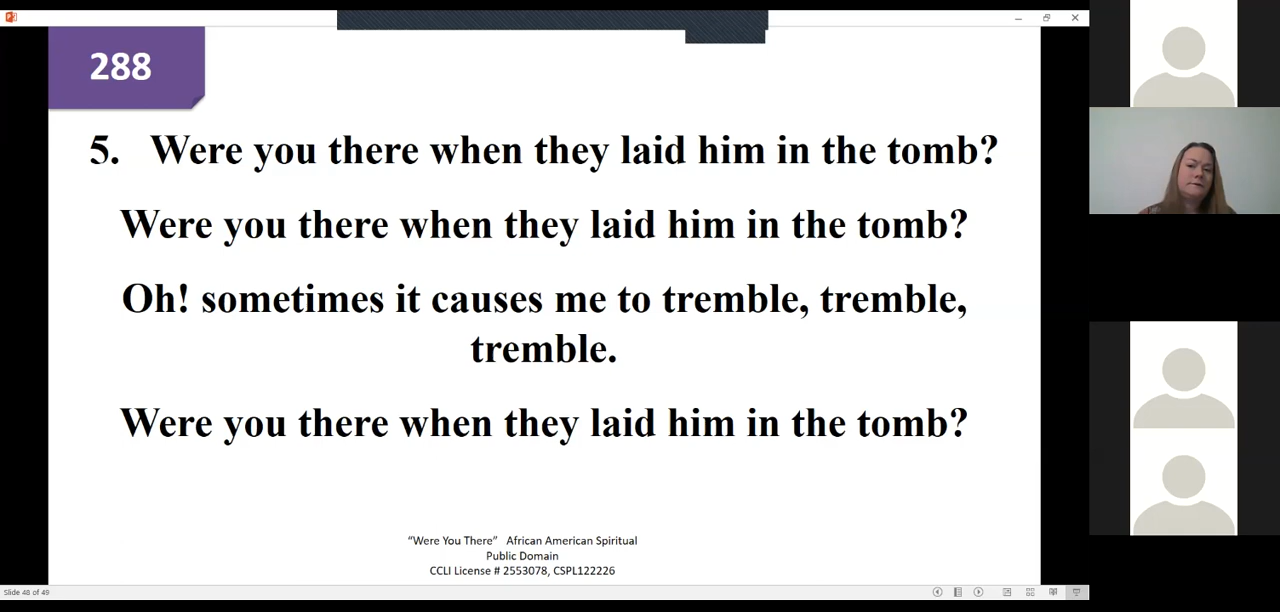 288
5. Were you there when they laid him in the tomb?
Were you there when they laid him in the tomb?
Oh! sometimes it causes me to tremble, tremble,
tremble.
Were you there when they laid him in the tomb?
“Were You There” African American Spiritual
Public Domain
CCLI License # 2553078, CSPL122226
Slide 48 of 49